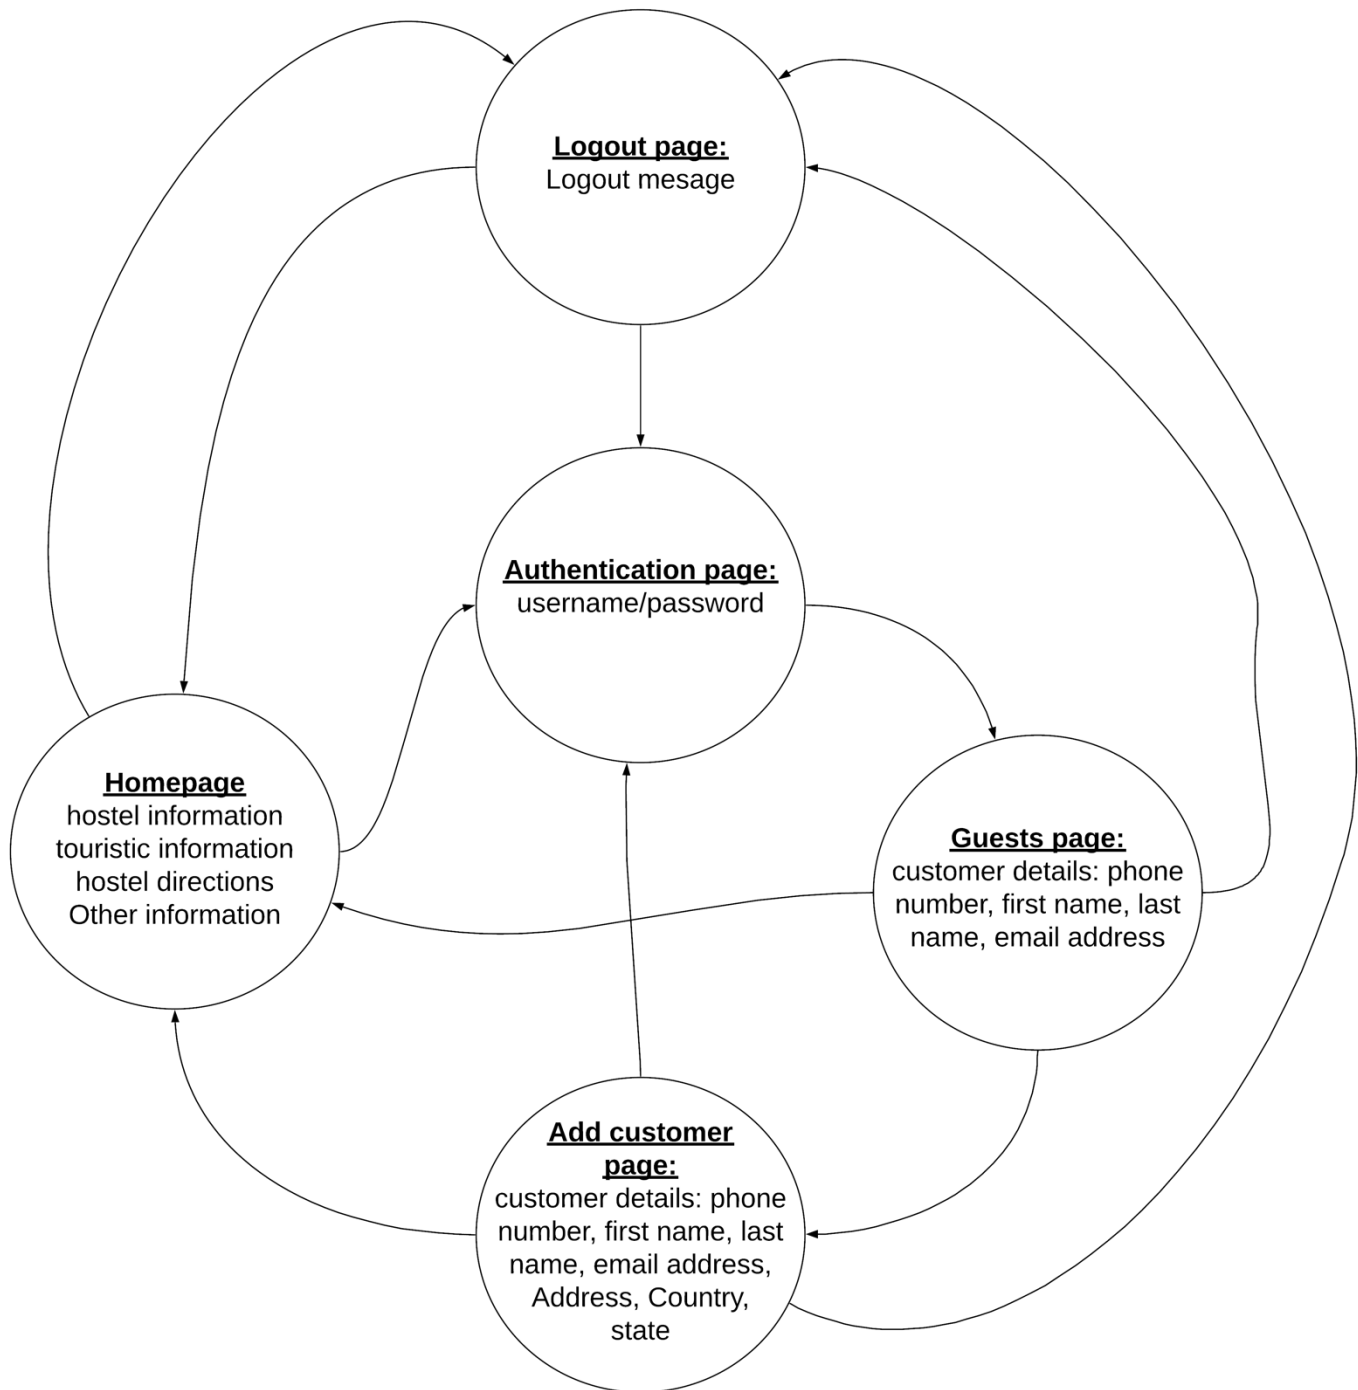 Logout page:
Logout mesage
Authentication page:
username/password
Homepage
hostel information
touristic information
hostel directions
Other information
Guests page:
customer details: phone
number, first name, last
name, email address
Add customer
page:
customer details: phone
number, first name, last
name, email address,
Address, Country,
state